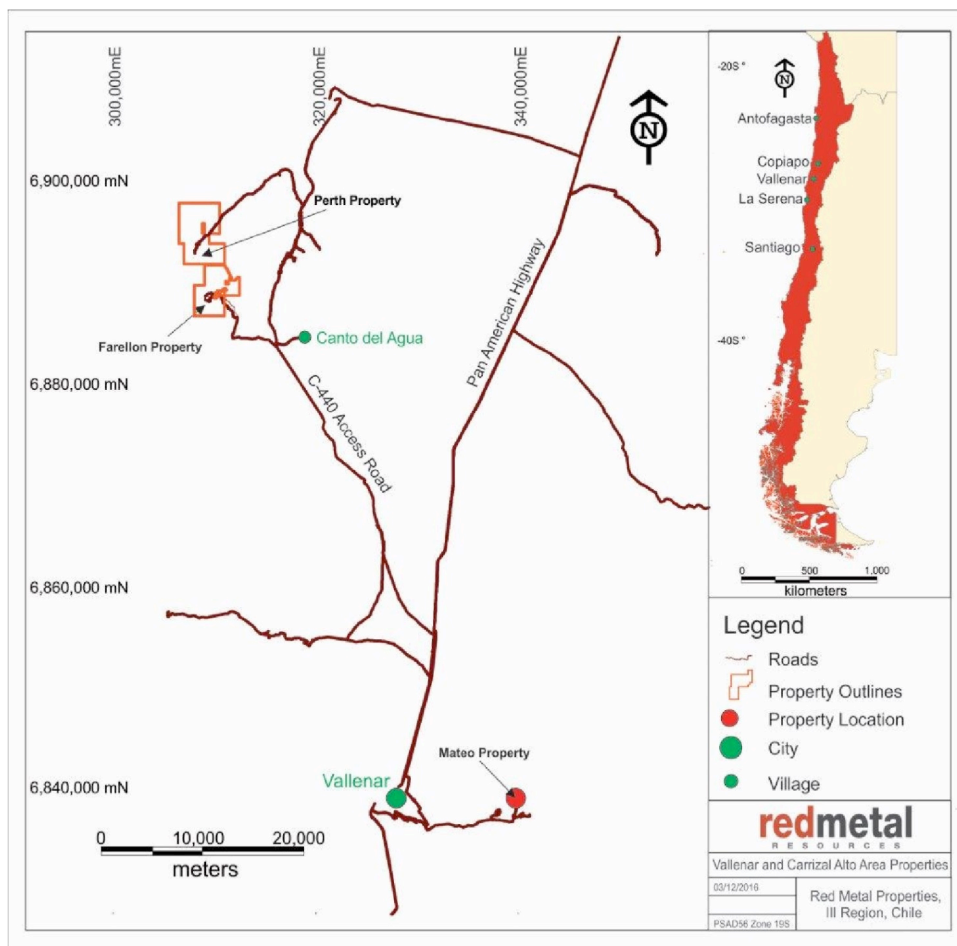 300,000mE
320,000mE
340,000mE
6,900,000 mN
6,880,000 mN
6,860,000 mN
6,840,000 mN
N
Perth Property
Farellon Property
Canto del Agua
C-440 Access Road
Pan American Highway
Vallenar
Mateo Property
0 10,000 20,000
meters
-20S °
N
Antofagasta
Copiapo
Vallenar
La Serena
Santiago
-40S °
0 500 1,000
kilometers
Legend
Roads
Property Outlines
Property Location
City
Village
redmetal
RESOURCES
Vallenar and Carrizal Alto Area Properties
03/12/2016
Red Metal Properties,
III Region, Chile
PSAD56 Zone 19S